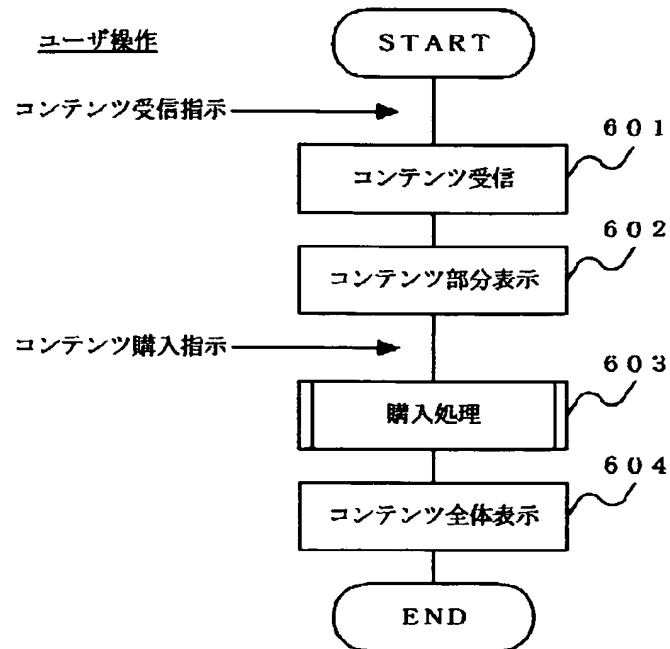 ユーザ操作
START
コンテンツ受信指示
601
コンテンツ受信
602
コンテンツ部分表示
コンテンツ購入指示
603
購入処理
604
コンテンツ全体表示
END